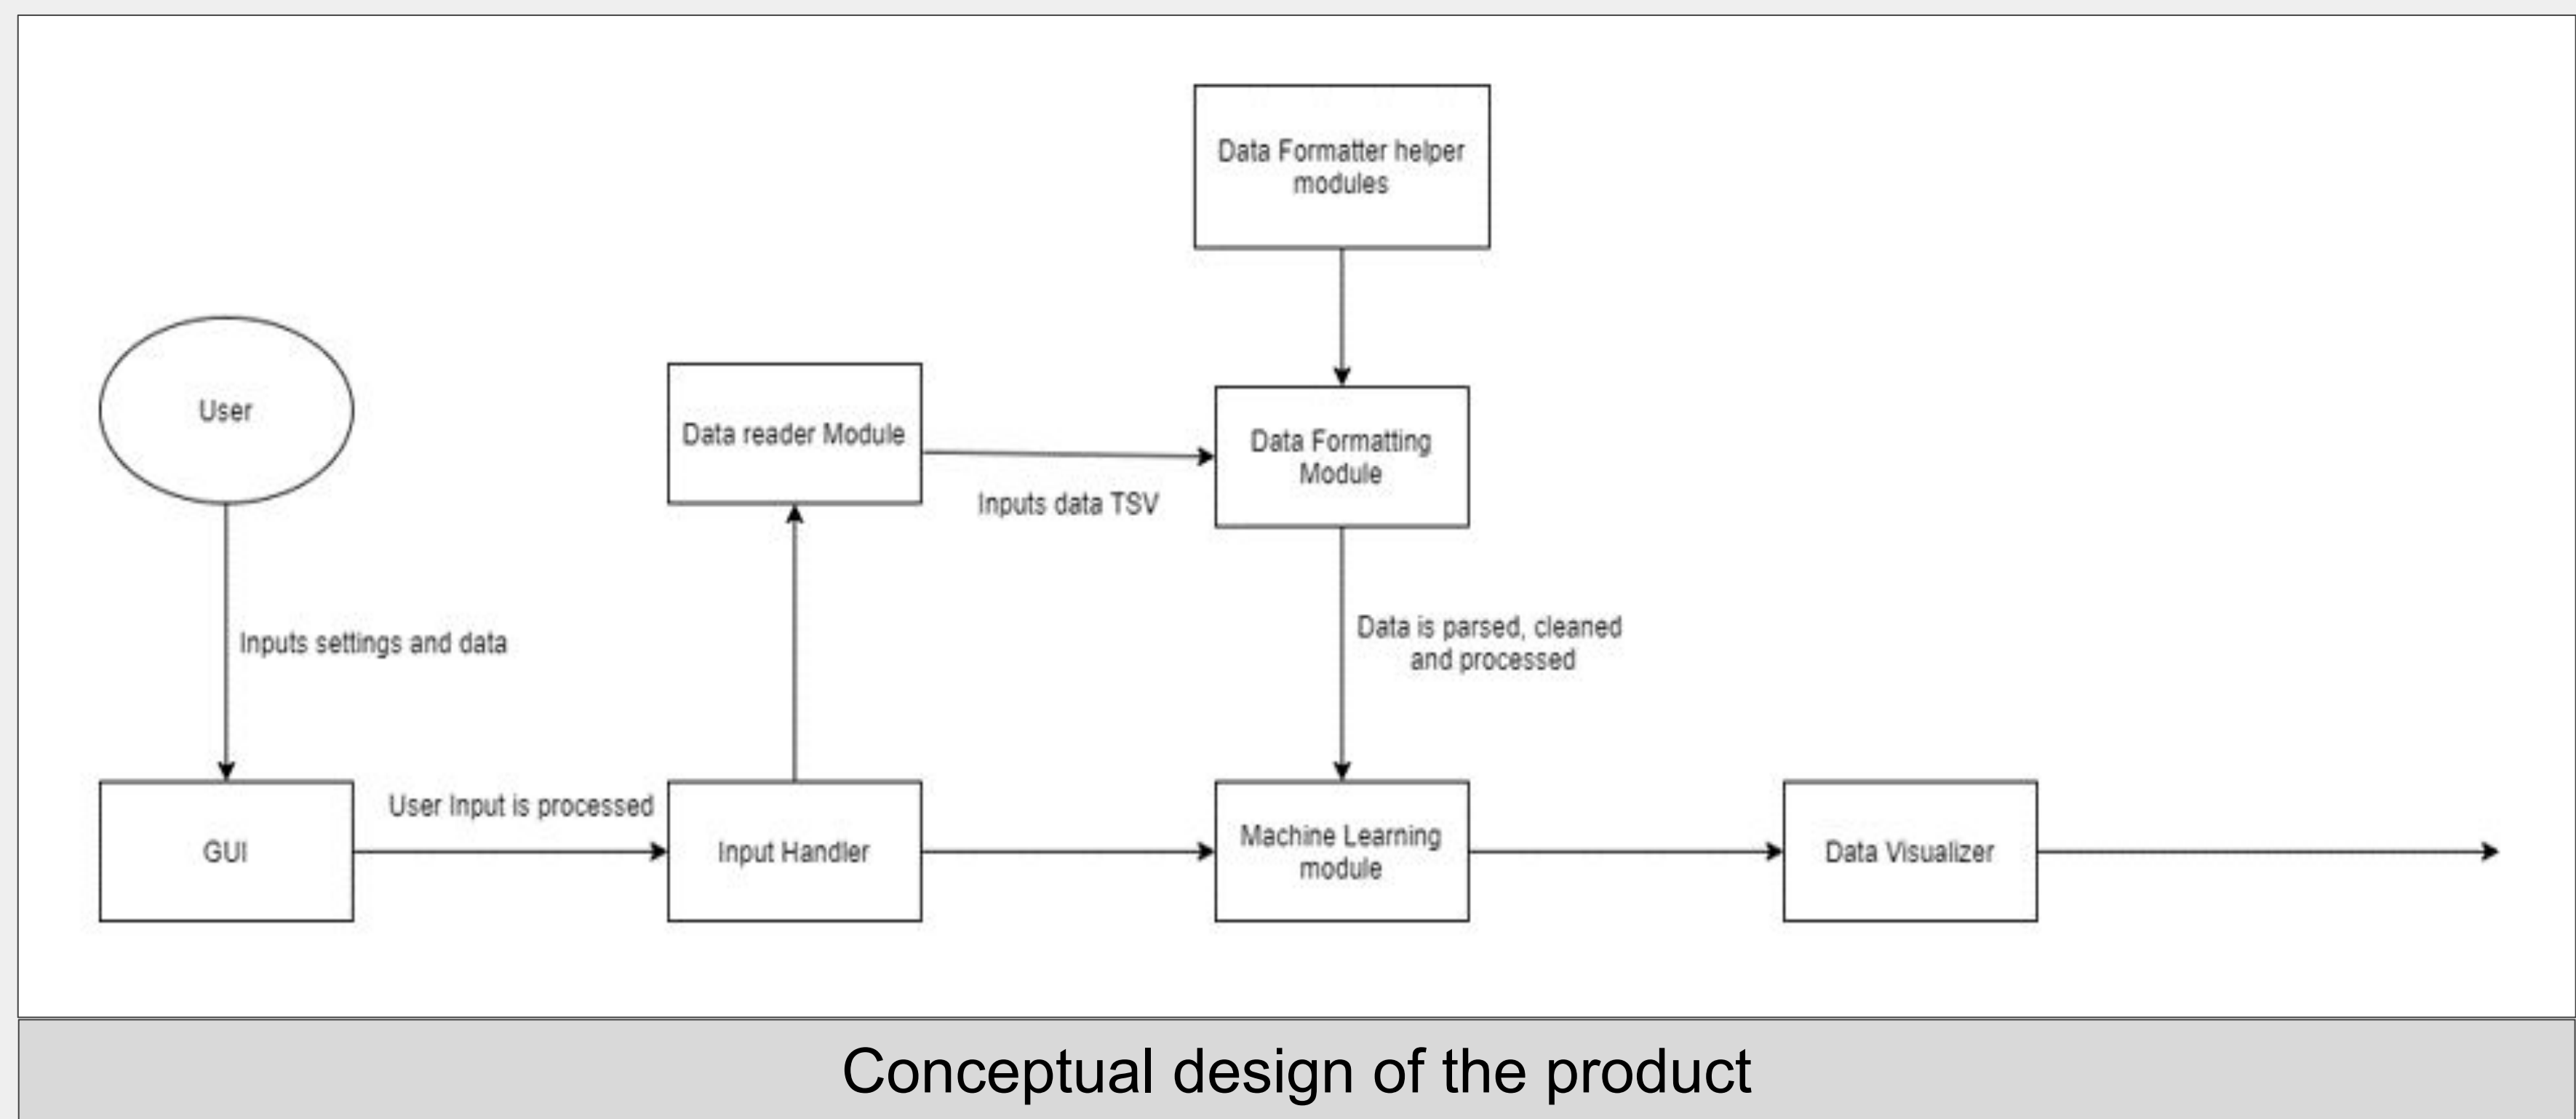 Data Formatter helper
modules
User
Data reader Module
Data Formatting
Module
Inputs data TSV
Inputs settings and data
Data is parsed, cleaned
and processed
GUI
User Input is processed
Input Handler
Machine Learning
module
Data Visualizer
Conceptual design of the product